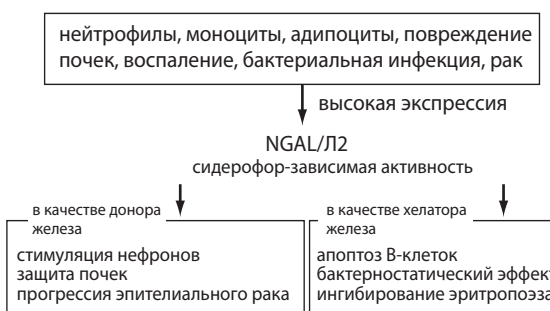 нейтрофилы, моноциты, адипоциты, повреждение
почек, воспаление, бактериальная инфекция, рак
высокая экспрессия
NGAL/Л2
сидерофор-зависимая активность
в качестве донора
железа
стимуляция нефронов
защита почек
прогрессия эпителиального рака
в качестве хелатора
железа
апоптоз В-клеток
бактерностатический эффект
ингибирование эритропоэза